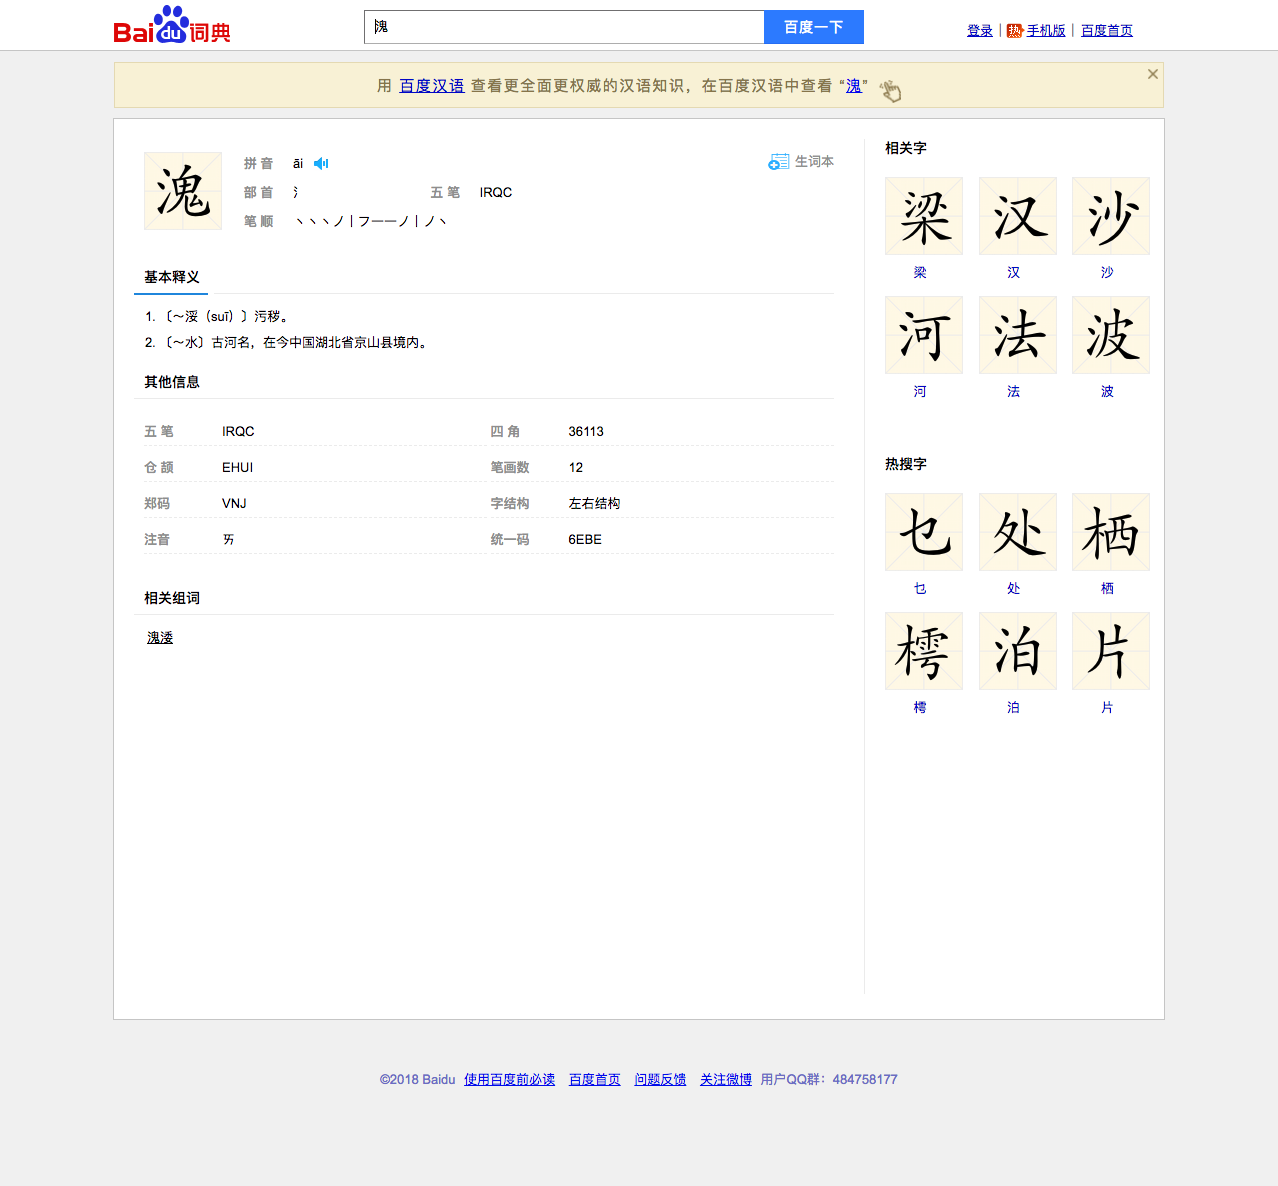 Baidu词典
溾
百度一下
登录 | 热 手机版 | 百度首页
用 百度汉语 查看更全面更权威的汉语知识，在百度汉语中查看 “溾”
溾
拼 音 āi
生词本
部 首 氵 五 笔 IRQC
笔 顺 丶丶丶ノ丨フ一一ノ丨ノ丶
基本释义
1. 〔～浽（suī）〕污秽。
2. 〔～水〕古河名，在今中国湖北省京山县境内。
其他信息
五 笔 IRQC 四 角 36113
仓 颉 EHUI 笔画数 12
郑码 VNJ 字结构 左右结构
注音 ㄞ 统一码 6EBE
相关组词
溾涹
相关字
梁 汉 沙
梁 汉 沙
河 法 波
河 法 波
热搜字
乜 处 栖
乜 处 栖
樗 泊 片
樗 泊 片
©2018 Baidu 使用百度前必读 百度首页 问题反馈 关注微博 用户QQ群：484758177